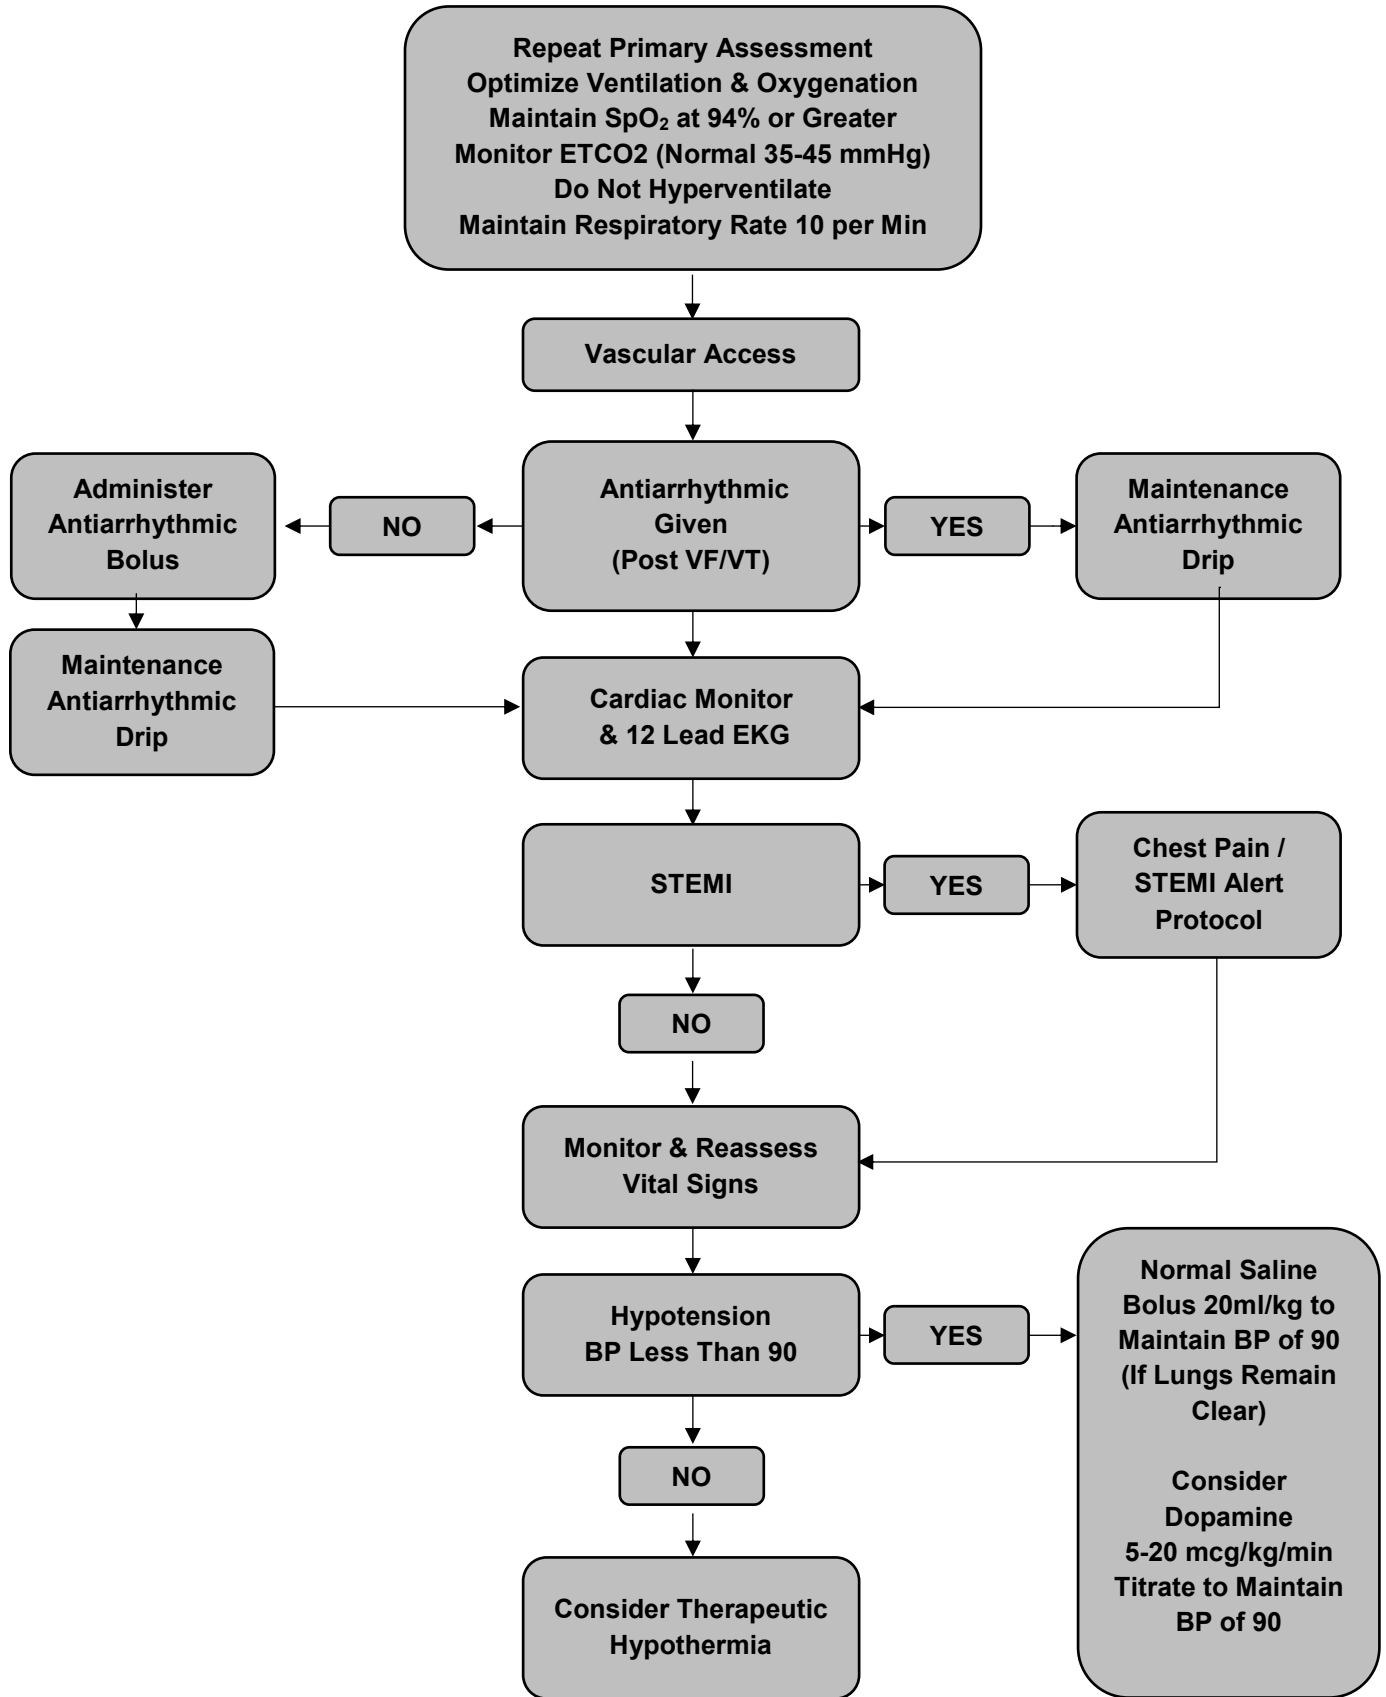 Repeat Primary Assessment
Optimize Ventilation & Oxygenation
Maintain SpO₂ at 94% or Greater
Monitor ETCO2 (Normal 35-45 mmHg)
Do Not Hyperventilate
Maintain Respiratory Rate 10 per Min
Vascular Access
Antiarrhythmic
Given
(Post VF/VT)
NO
Administer
Antiarrhythmic
Bolus
Maintenance
Antiarrhythmic
Drip
YES
Maintenance
Antiarrhythmic
Drip
Cardiac Monitor
& 12 Lead EKG
STEMI
YES
Chest Pain /
STEMI Alert
Protocol
NO
Monitor & Reassess
Vital Signs
Hypotension
BP Less Than 90
YES
Normal Saline
Bolus 20ml/kg to
Maintain BP of 90
(If Lungs Remain
Clear)
Consider
Dopamine
5-20 mcg/kg/min
Titrate to Maintain
BP of 90
NO
Consider Therapeutic
Hypothermia